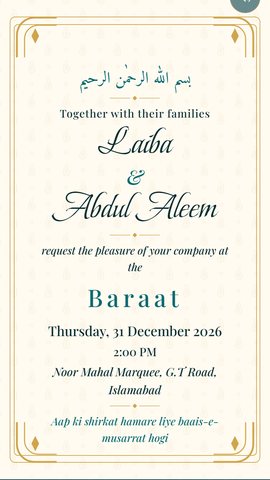 بسم الله الرحمٰن الرحيم
Together with their families
Laiba
&
Abdul Aleem
request the pleasure of your company at
the
Baraat
Thursday, 31 December 2026
2:00 PM
Noor Mahal Marquee, G.T Road,
Islamabad
Aap ki shirkat hamare liye baais-e-
musarrat hogi